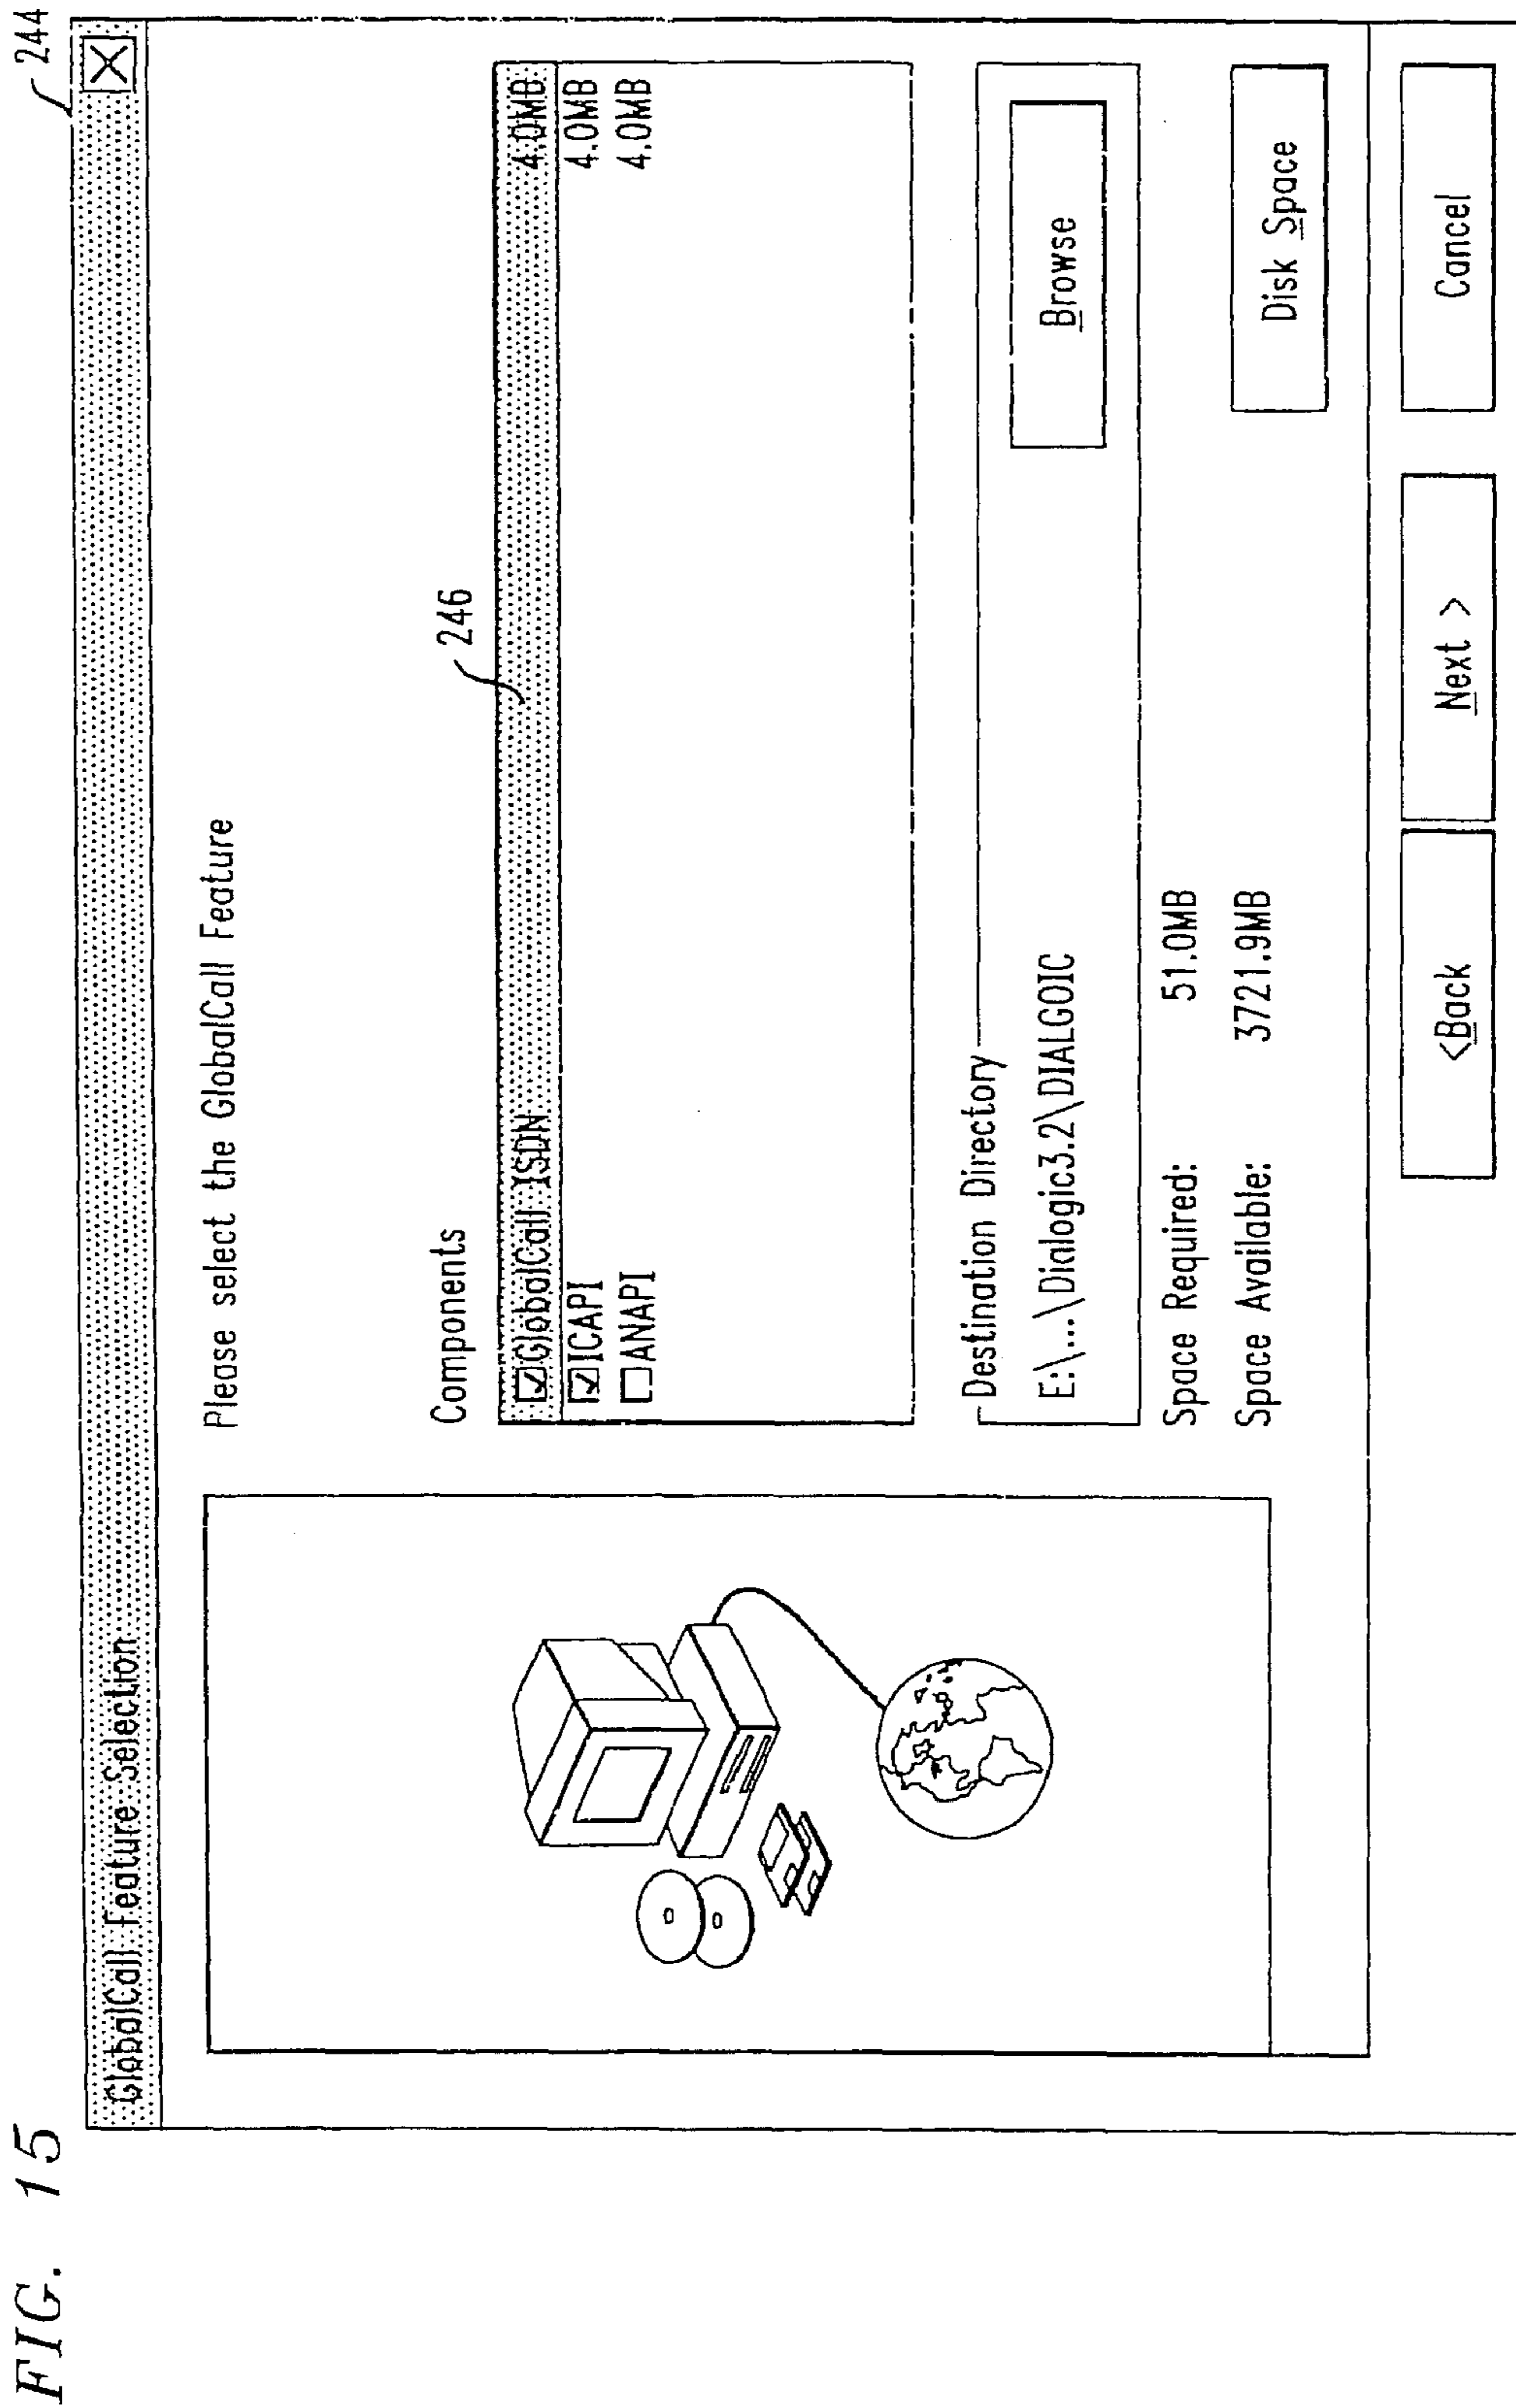 FIG. 15
244
GlobalCall Feature Selection
Please select the GlobalCall Feature
Components
246
GlobalCall ISDN 4.0MB
ICAPI 4.0MB
ANAPI 4.0MB
Destination Directory
E:\...\Dialogic3.2\DIALGOIC
Browse
Space Required: 51.0MB
Space Available: 3721.9MB
Disk Space
<Back
Next >
Cancel